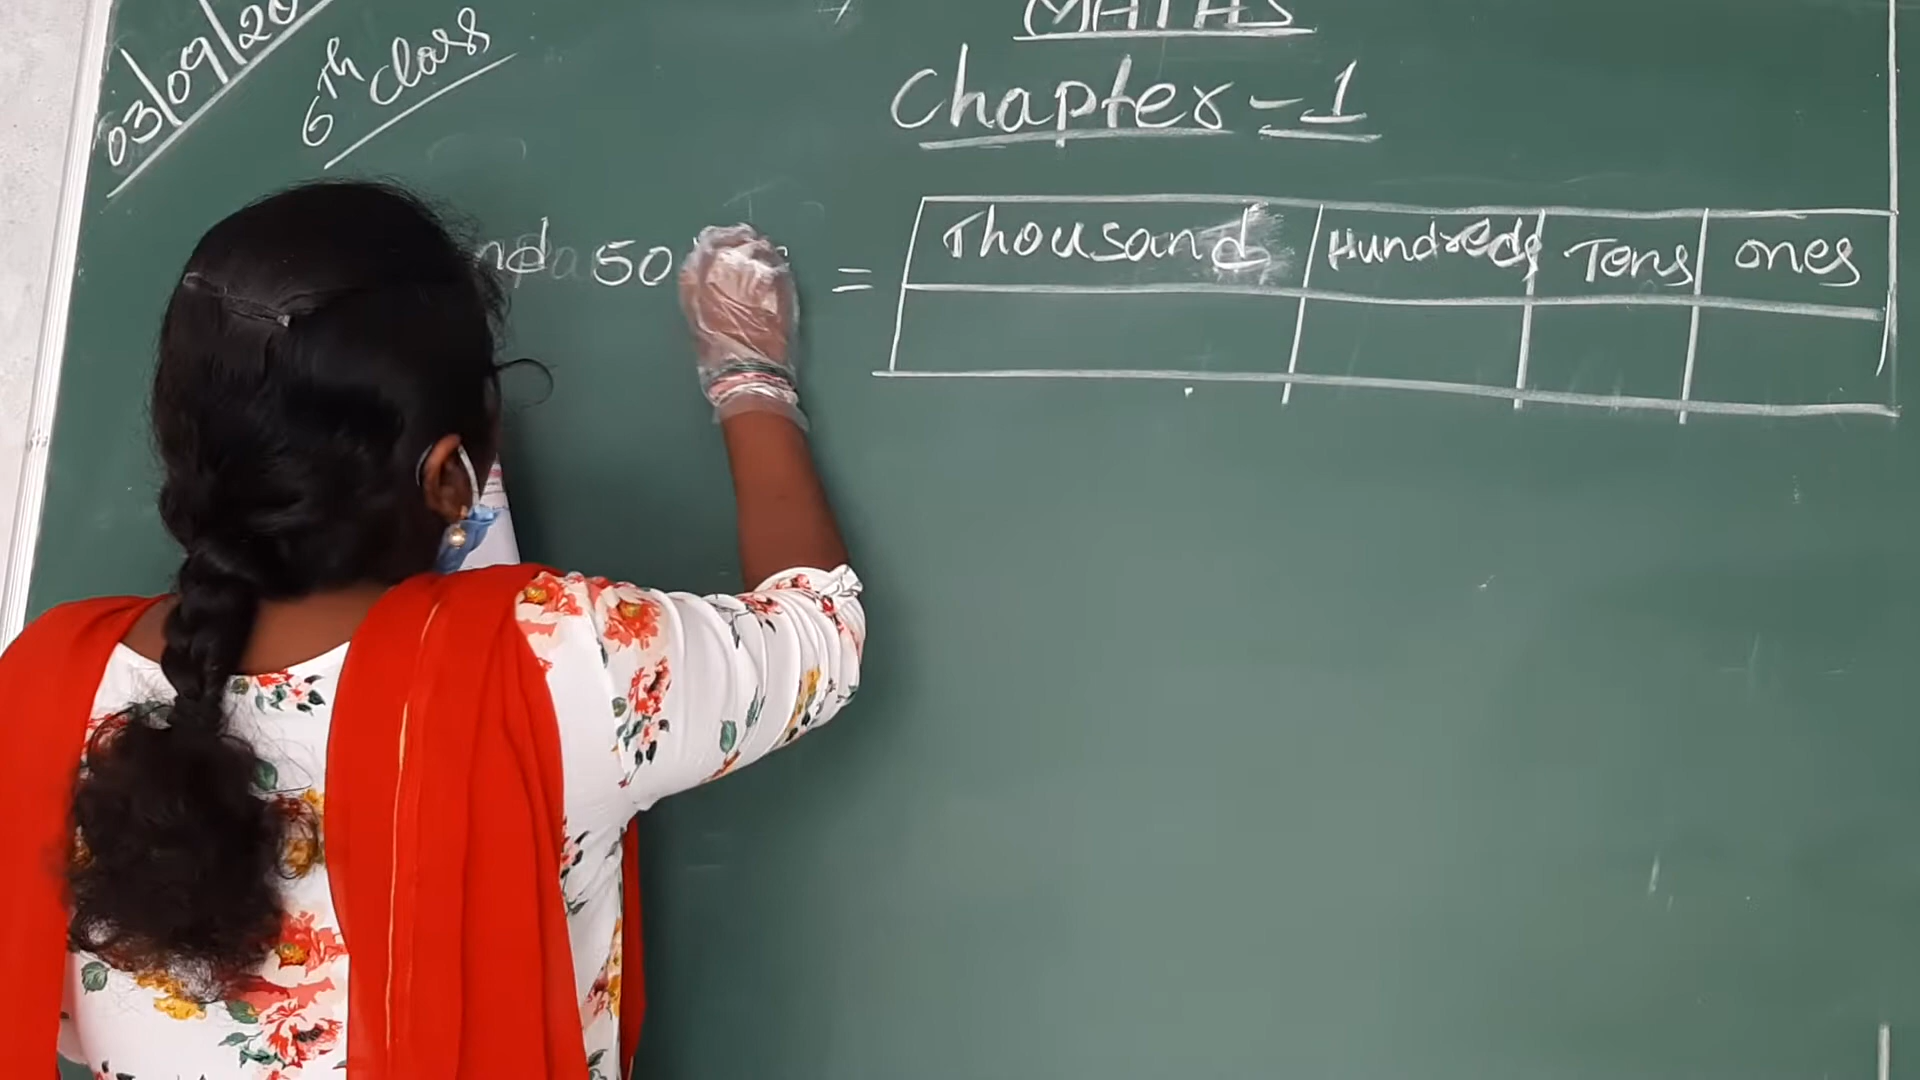 03/09/20
6th class
MATHS
Chapter - 1
50 =
Thousand Hundreds Tens ones